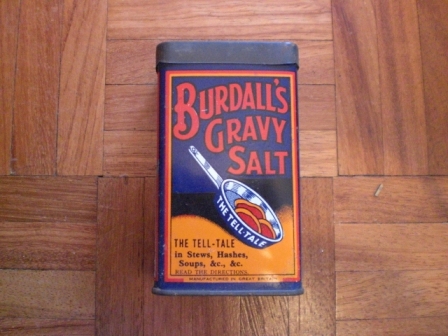 BURDALL'S
GRAVY
SALT
THE TELL-TALE
THE TELL-TALE
in Stews, Hashes,
Soups, &c., &c.
READ THE DIRECTIONS.
MANUFACTURED IN GREAT BRITAIN